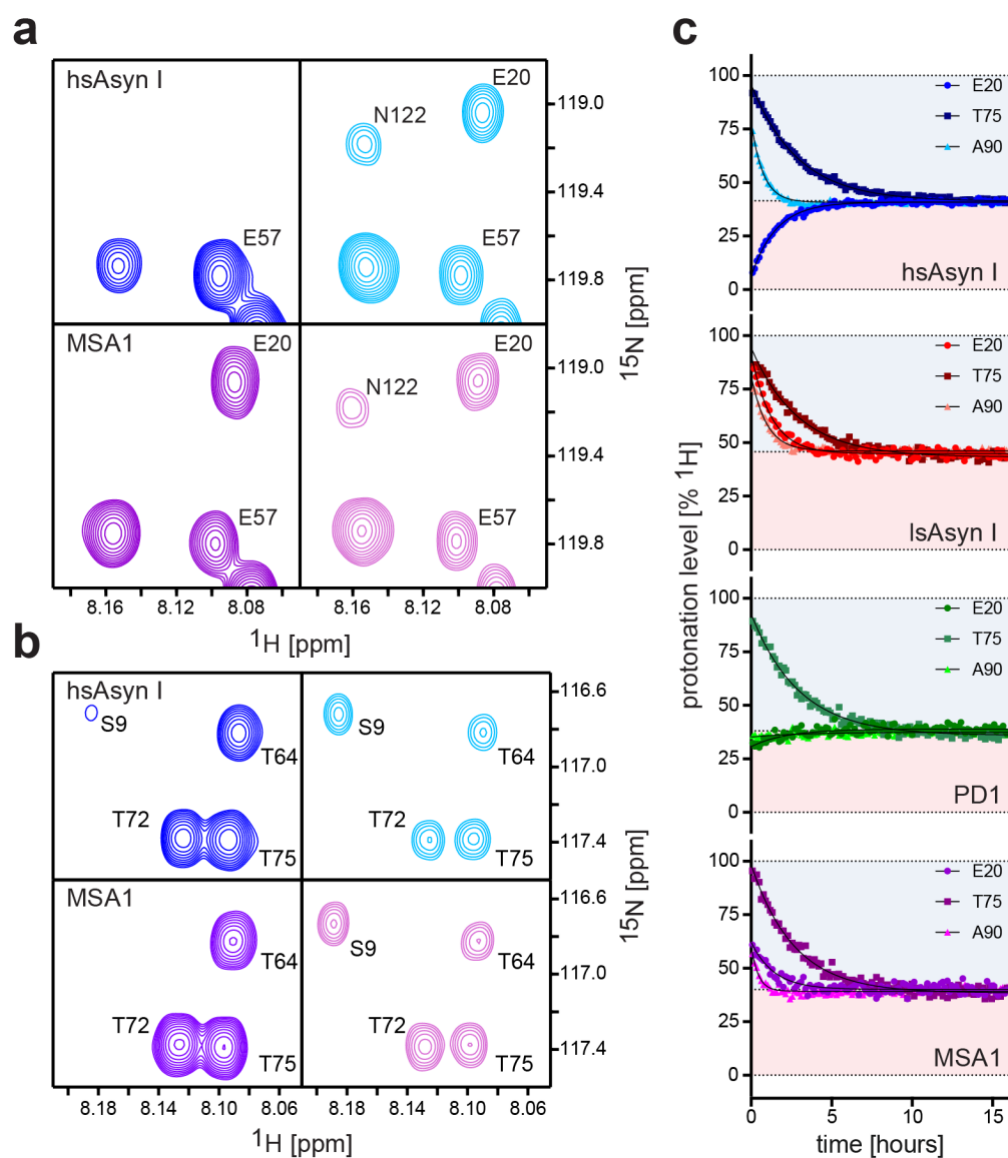 a
hsAsyn I
E57
E20
N122
E57
119.0
119.4
119.8
15N [ppm]
MSA1
E20
E57
E20
N122
E57
119.0
119.4
119.8
8.16
8.12
8.08
8.16
8.12
8.08
1H [ppm]
b
hsAsyn I
S9
T64
T72
T75
S9
T64
T72
T75
116.6
117.0
117.4
15N [ppm]
MSA1
T64
T72
T75
S9
T64
T72
T75
116.6
117.0
117.4
8.18
8.14
8.10
8.06
8.18
8.14
8.10
8.06
1H [ppm]
c
protonation level [% 1H]
100
75
50
25
0
E20
T75
A90
hsAsyn I
100
75
50
25
0
E20
T75
A90
lsAsyn I
100
75
50
25
0
E20
T75
A90
PD1
100
75
50
25
0
E20
T75
A90
MSA1
0
5
10
15
time [hours]